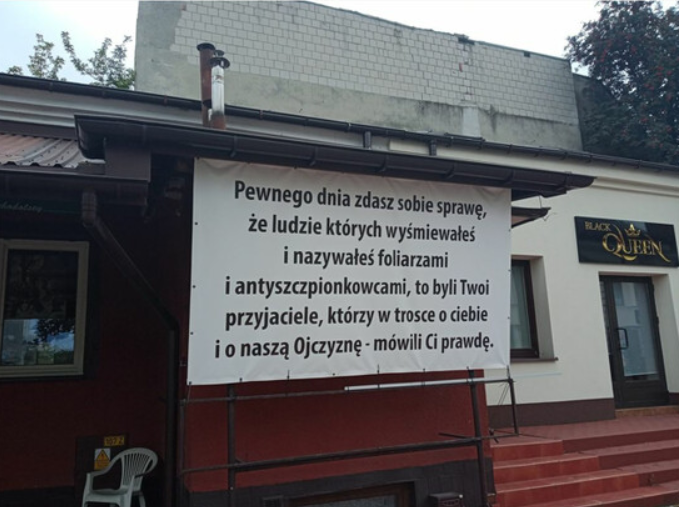 Pewnego dnia zdasz sobie sprawę,
że ludzie których wyśmiewałeś
i nazywałeś foliarzami
i antyszczpionkowcami, to byli Twoi
przyjaciele, którzy w trosce o ciebie
i o naszą Ojczyznę - mówili Ci prawdę.
BLACK
QUEEN